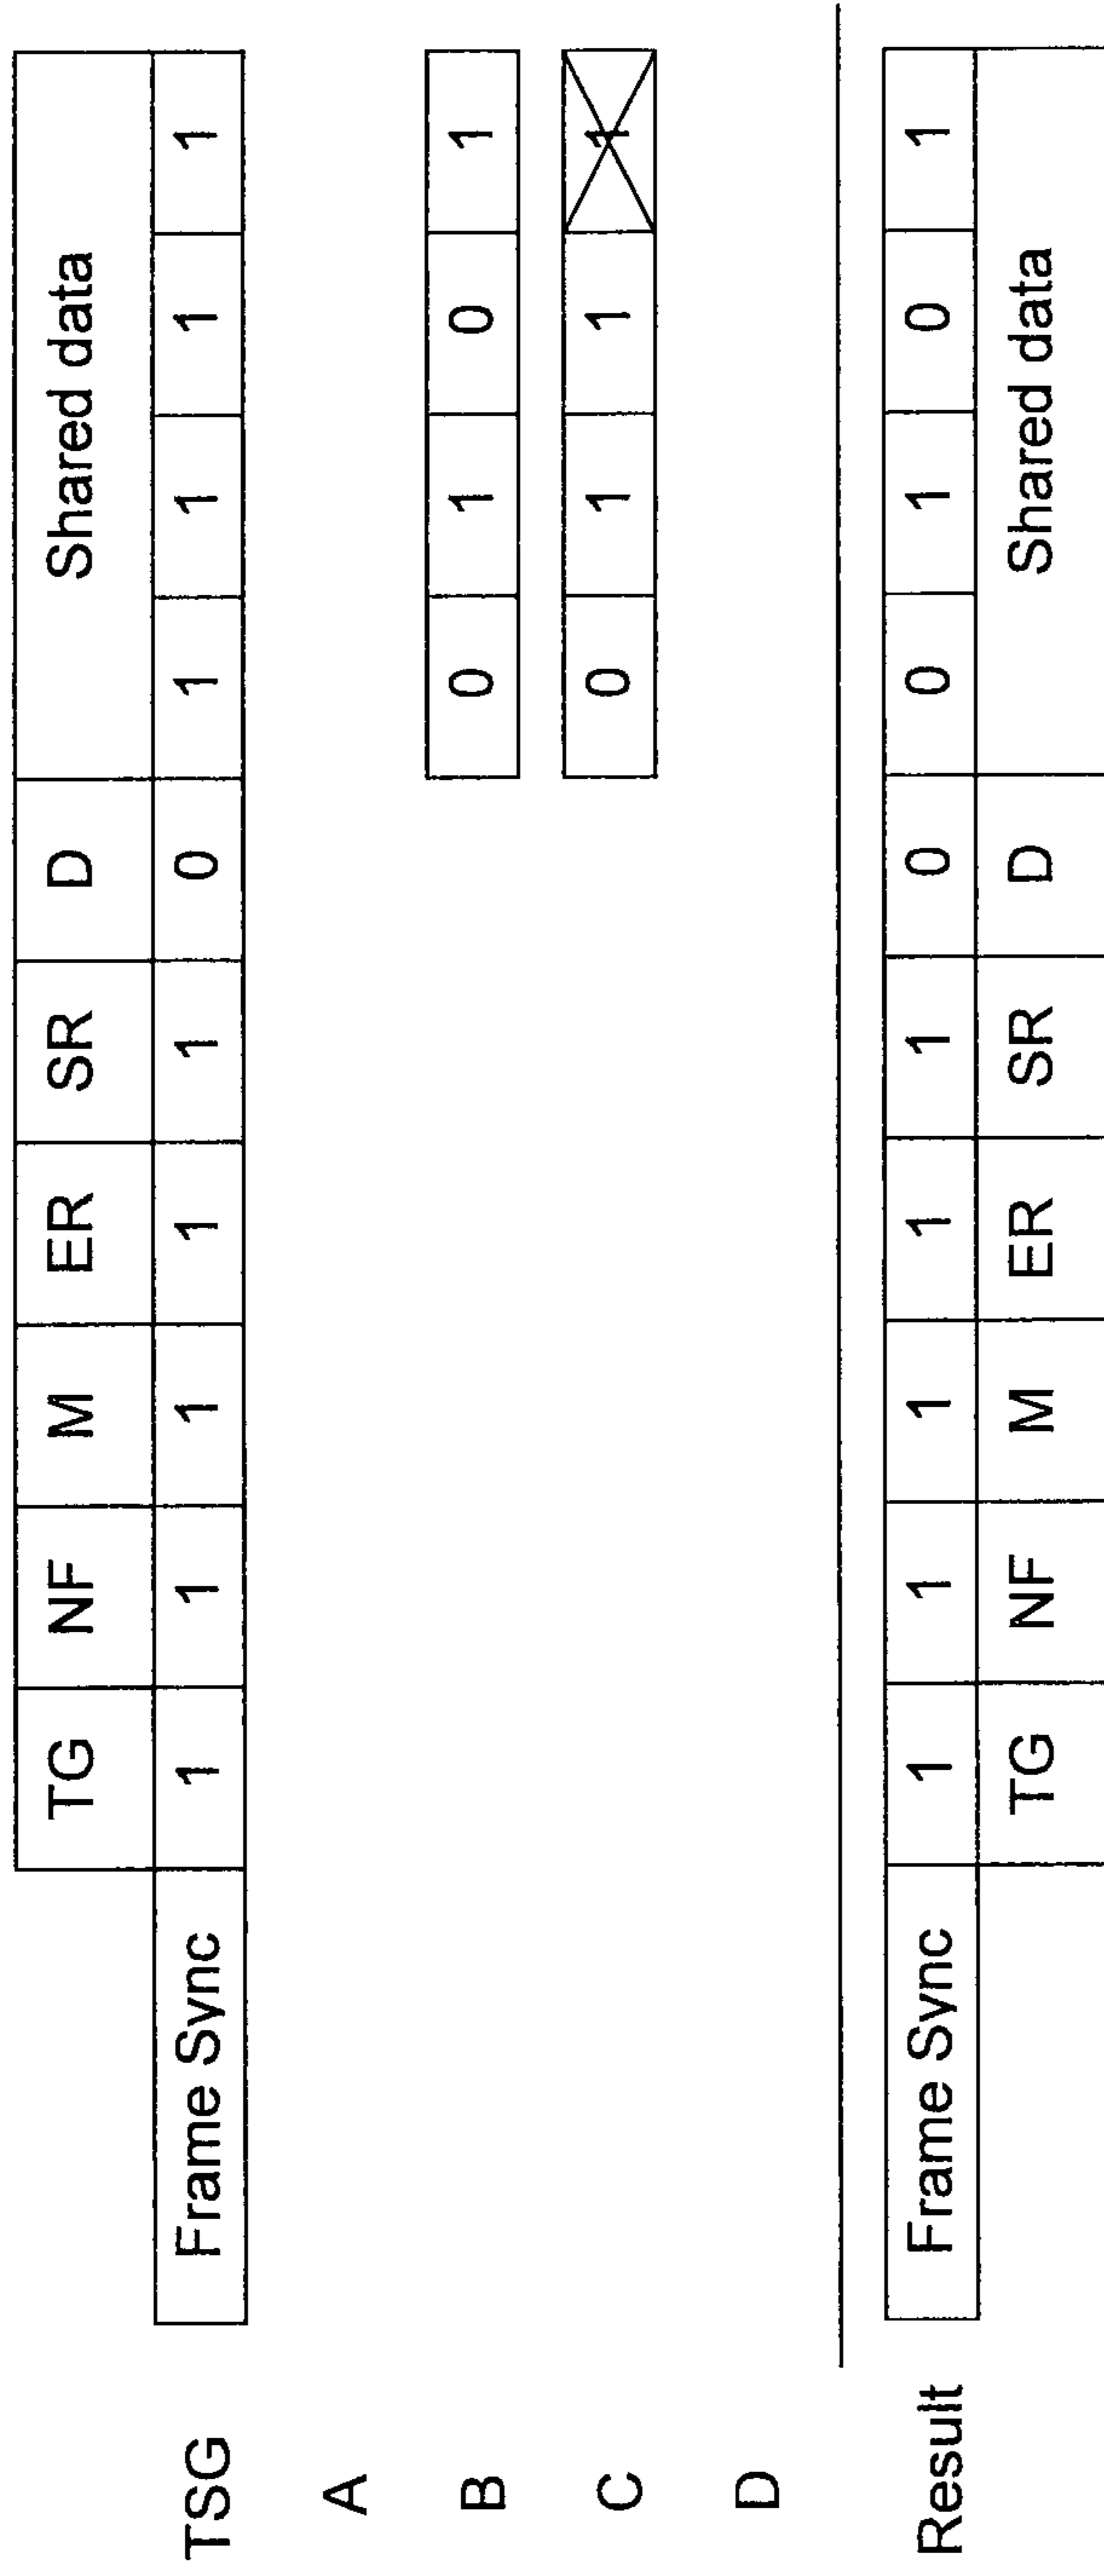 TG NF M ER SR D Shared data
TSG Frame Sync 1 1 1 1 1 0 1 1 1 1
A
B 0 1 0 1
C 0 1 1 1
D
Result Frame Sync 1 1 1 1 1 0 0 1 0 1
TG NF M ER SR D Shared data